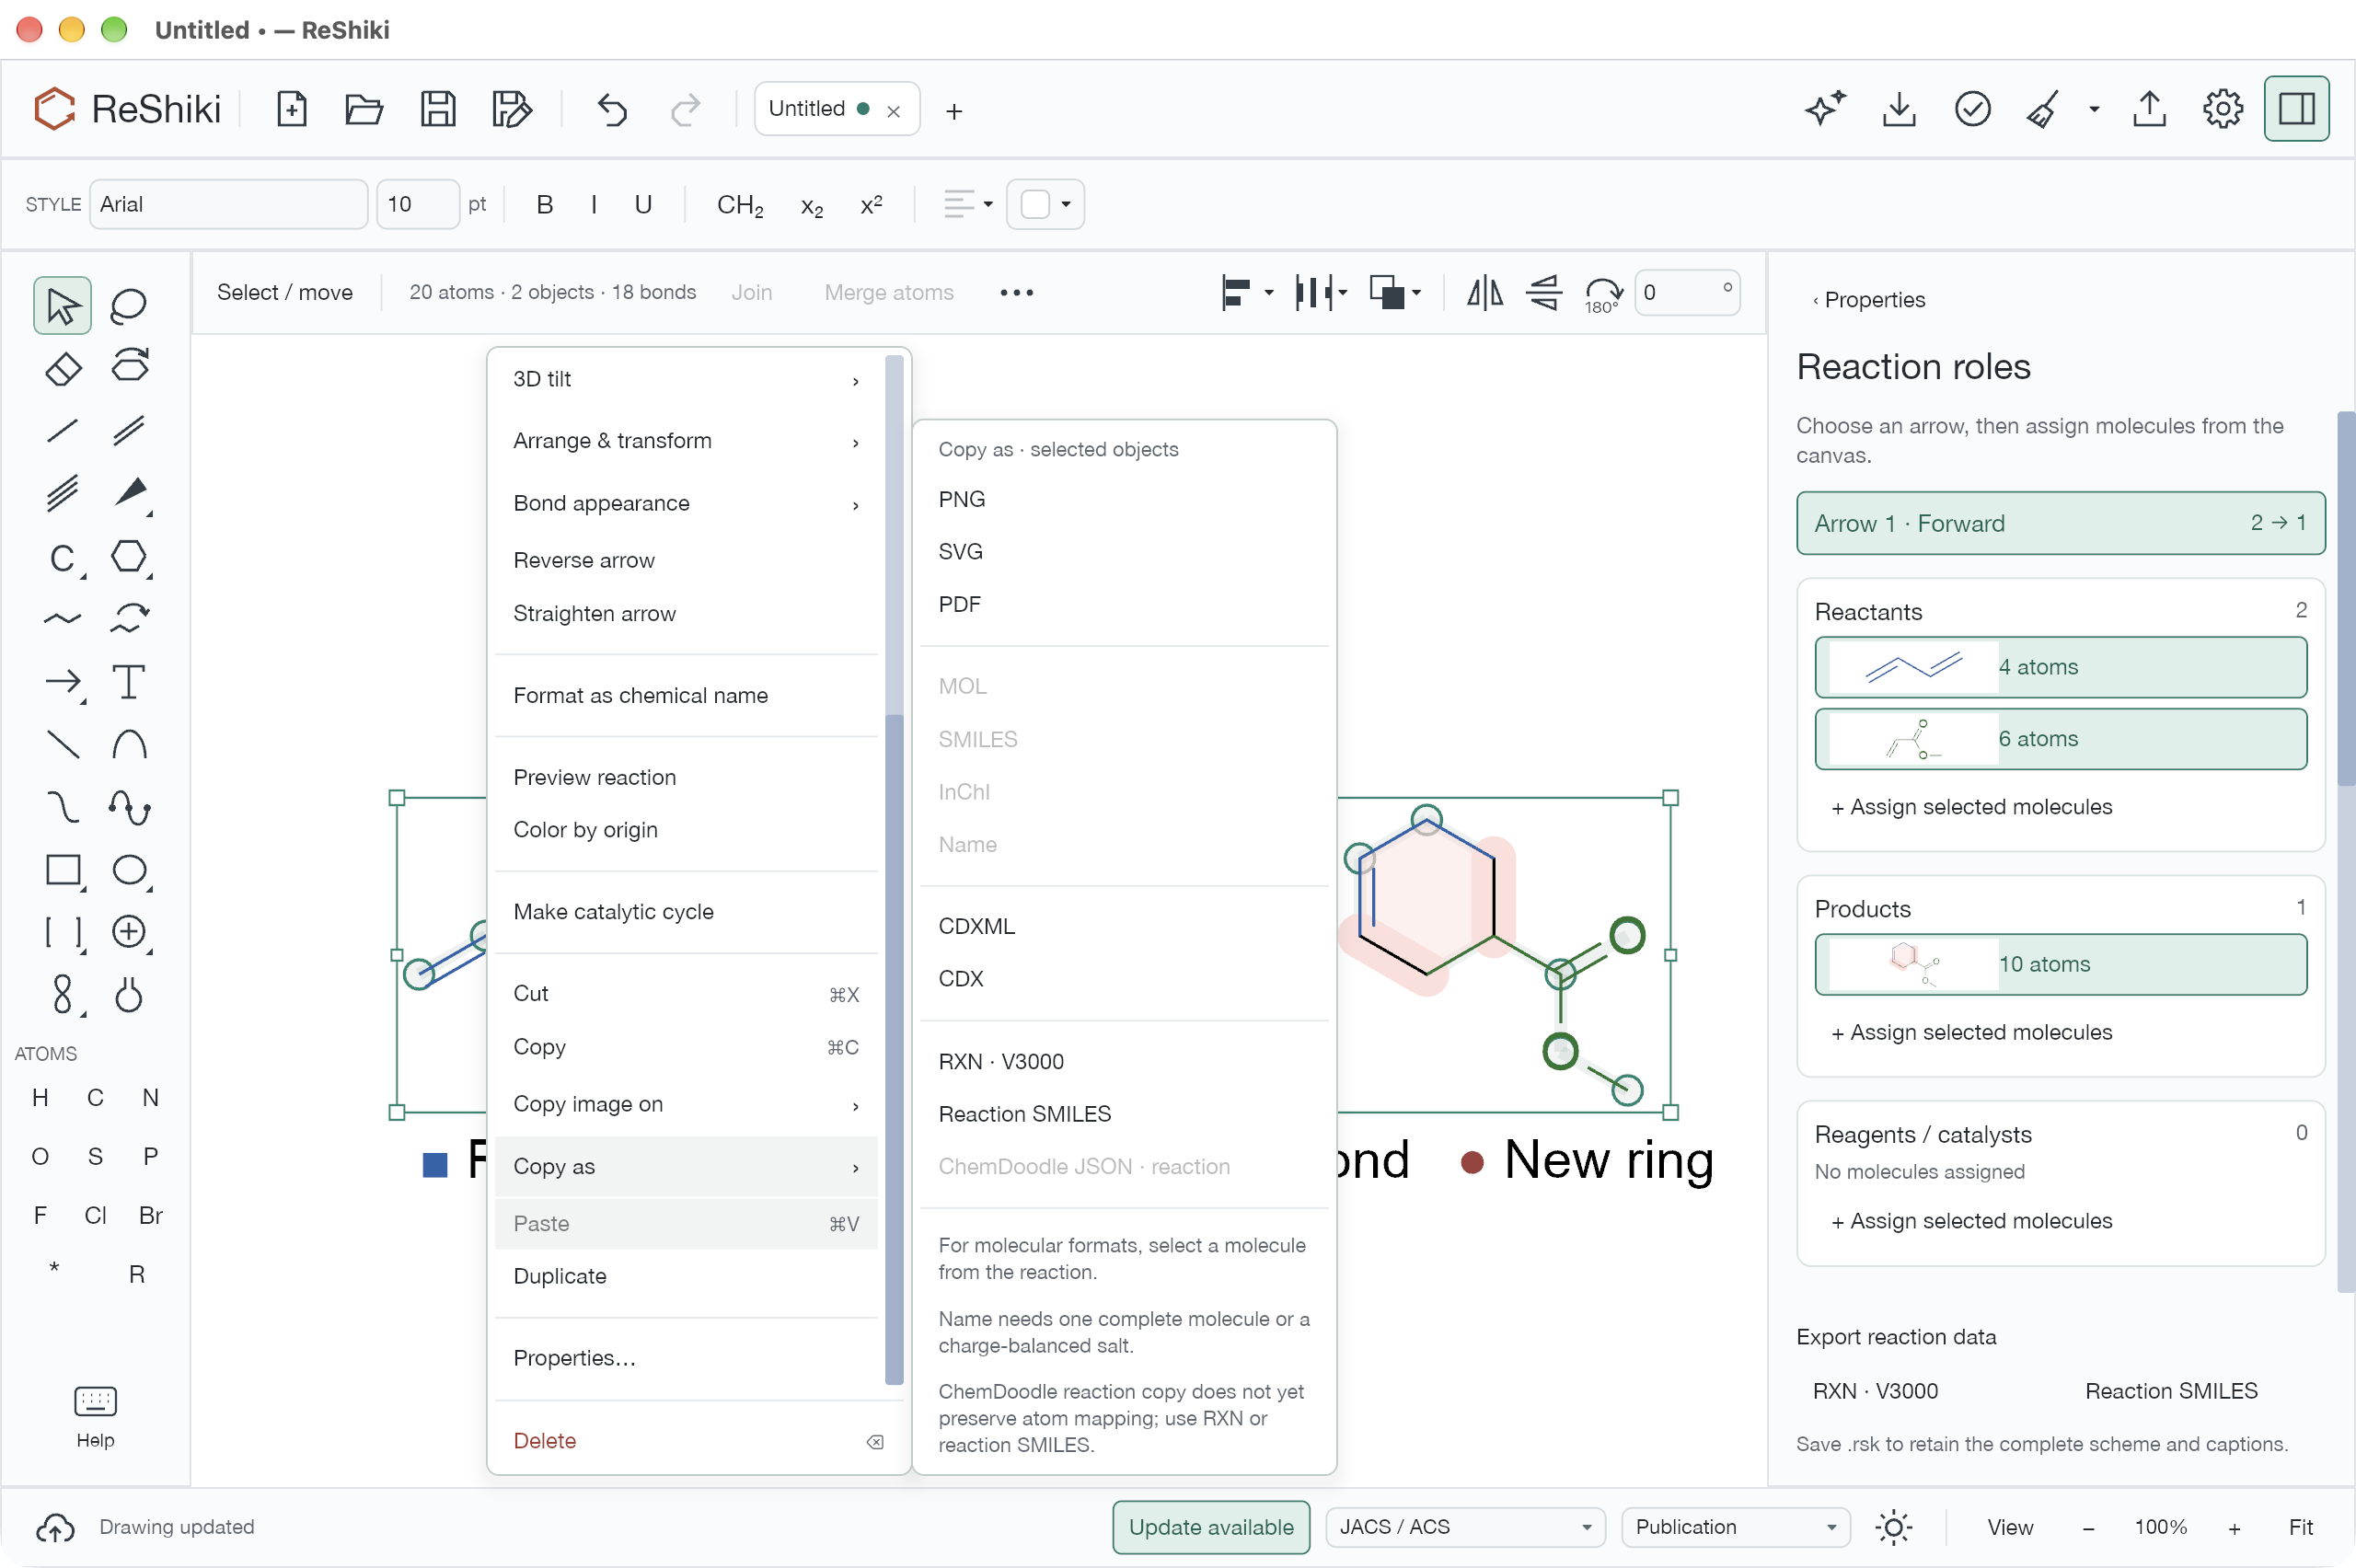 Untitled • — ReShiki
ReShiki
Untitled
STYLE Arial 10 pt B I U CH₂ x₂ x²
Select / move 20 atoms · 2 objects · 18 bonds Join Merge atoms ••• 180° 0 °
C
T
ATOMS
H C N
O S P
F Cl Br
* R
Help
3D tilt
Arrange & transform
Bond appearance
Reverse arrow
Straighten arrow
Format as chemical name
Preview reaction
Color by origin
Make catalytic cycle
Cut ⌘X
Copy ⌘C
Copy image on
Copy as
Paste ⌘V
Duplicate
Properties…
Delete
Copy as · selected objects
PNG
SVG
PDF
MOL
SMILES
InChI
Name
CDXML
CDX
RXN · V3000
Reaction SMILES
ChemDoodle JSON · reaction
For molecular formats, select a molecule
from the reaction.
Name needs one complete molecule or a
charge-balanced salt.
ChemDoodle reaction copy does not yet
preserve atom mapping; use RXN or
reaction SMILES.
O
O
ond New ring
‹ Properties
Reaction roles
Choose an arrow, then assign molecules from the
canvas.
Arrow 1 · Forward 2 → 1
Reactants 2
4 atoms
O
O
6 atoms
+ Assign selected molecules
Products 1
O
O
10 atoms
+ Assign selected molecules
Reagents / catalysts 0
No molecules assigned
+ Assign selected molecules
Export reaction data
RXN · V3000 Reaction SMILES
Save .rsk to retain the complete scheme and captions.
Drawing updated Update available JACS / ACS Publication View − 100% + Fit